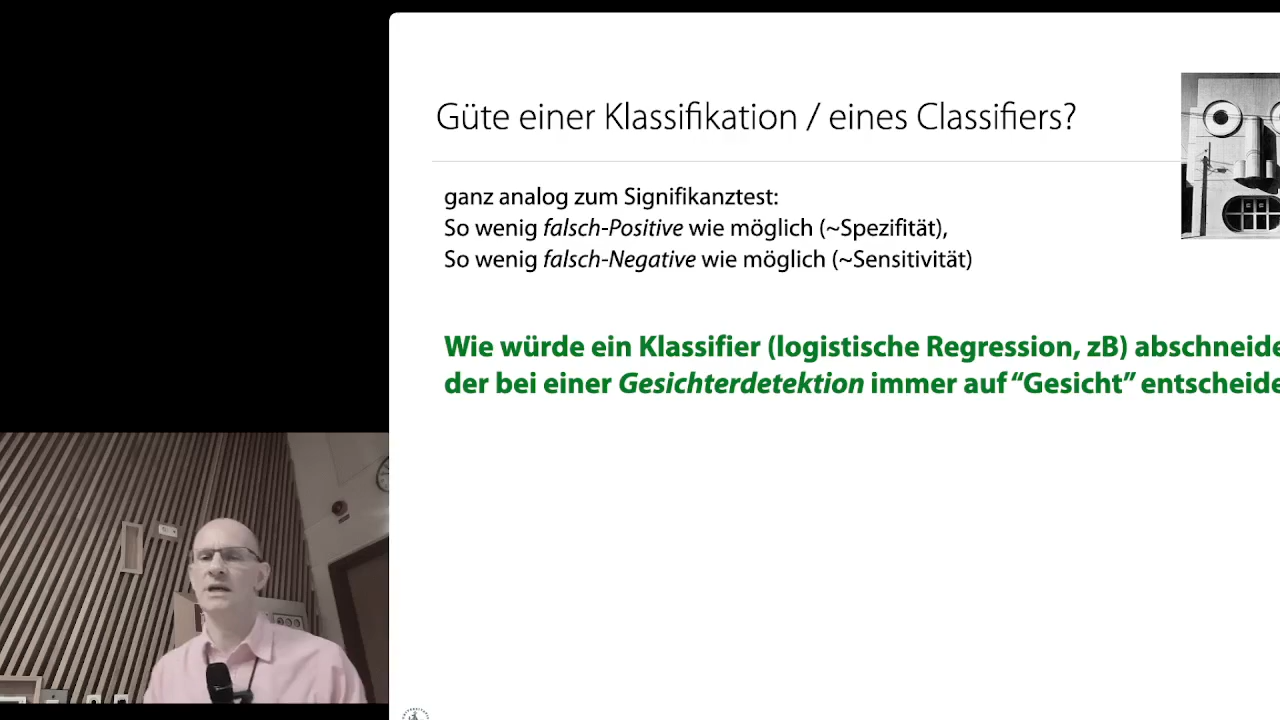 Güte einer Klassifikation / eines Classifiers?
ganz analog zum Signifikanztest:
So wenig falsch-Positive wie möglich (~Spezifität),
So wenig falsch-Negative wie möglich (~Sensitivität)
Wie würde ein Klassifier (logistische Regression, zB) abschneide
der bei einer Gesichterdetektion immer auf “Gesicht” entscheide